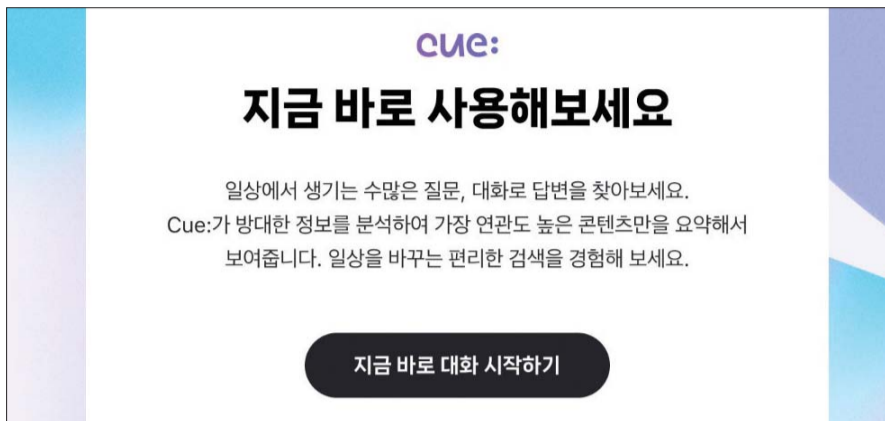 cue:
지금 바로 사용해보세요
일상에서 생기는 수많은 질문, 대화로 답변을 찾아보세요.
Cue:가 방대한 정보를 분석하여 가장 연관도 높은 콘텐츠만을 요약해서
보여줍니다. 일상을 바꾸는 편리한 검색을 경험해 보세요.
지금 바로 대화 시작하기